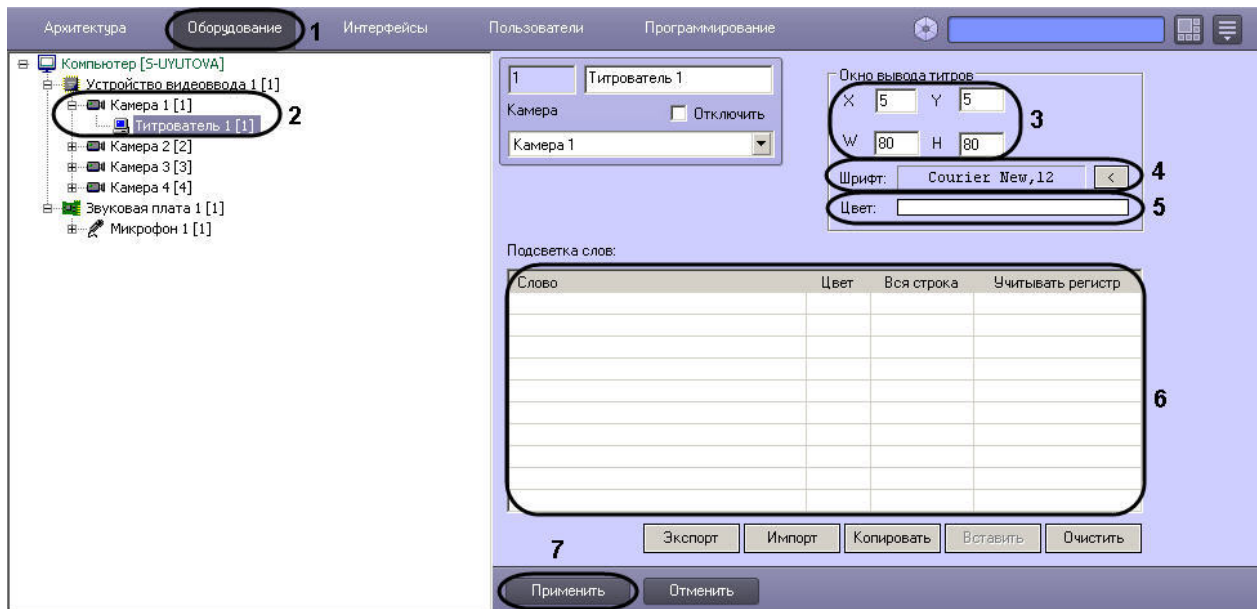 Архитектура Оборудование 1 Интерфейсы Пользователи Программирование
Компьютер [S-UYUTOVA]
Устройство видеоввода 1 [1]
Камера 1 [1]
Титрователь 1 [1]
2
Камера 2 [2]
Камера 3 [3]
Камера 4 [4]
Звуковая плата 1 [1]
Микрофон 1 [1]
1 Титрователь 1
Камера Отключить
Камера 1
Окно вывода титров
X 5 Y 5
3
W 80 H 80
Шрифт: Courier New,12 < 4
Цвет: 5
Подсветка слов:
Слово Цвет Вся строка Учитывать регистр
6
Экспорт Импорт Копировать Вставить Очистить
7
Применить Отменить